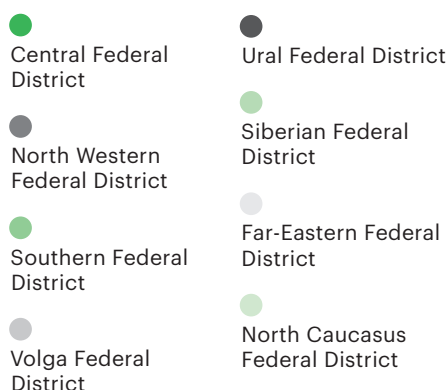 Central Federal
District
North Western
Federal District
Southern Federal
District
Volga Federal
District
Ural Federal District
Siberian Federal
District
Far-Eastern Federal
District
North Caucasus
Federal District